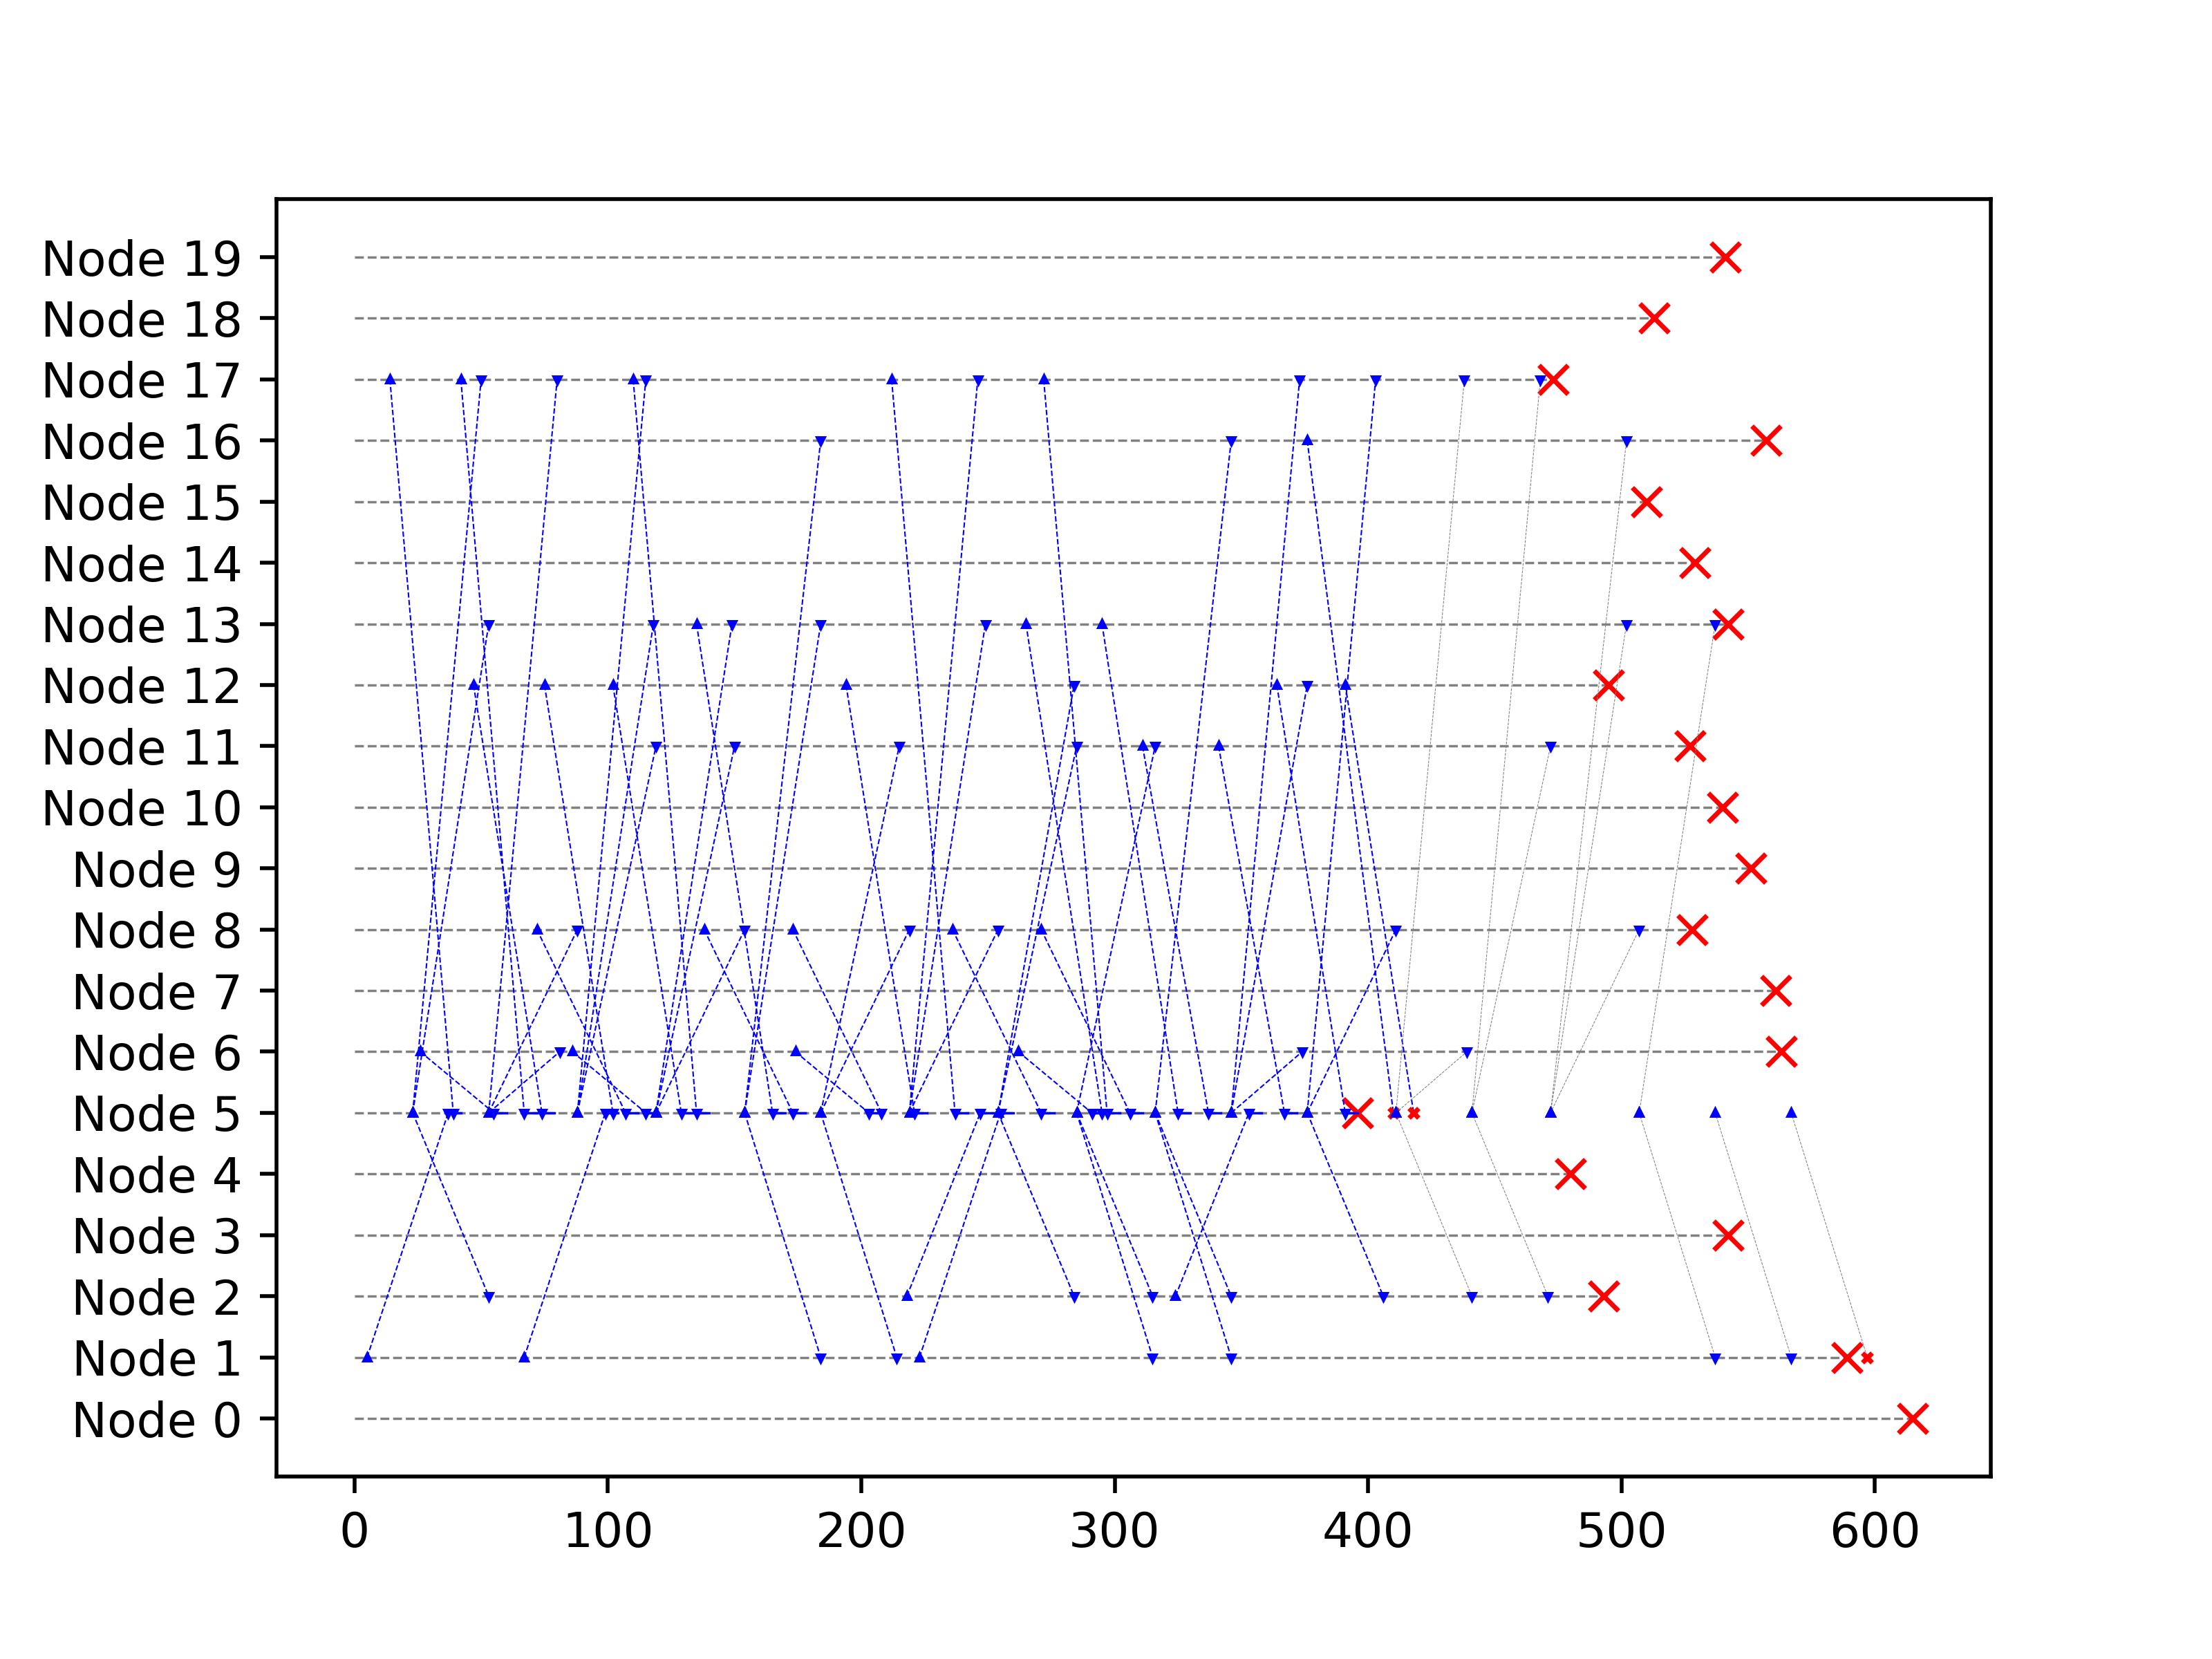 Node 19
Node 18
Node 17
Node 16
Node 15
Node 14
Node 13
Node 12
Node 11
Node 10
Node 9
Node 8
Node 7
Node 6
Node 5
Node 4
Node 3
Node 2
Node 1
Node 0
0 100 200 300 400 500 600